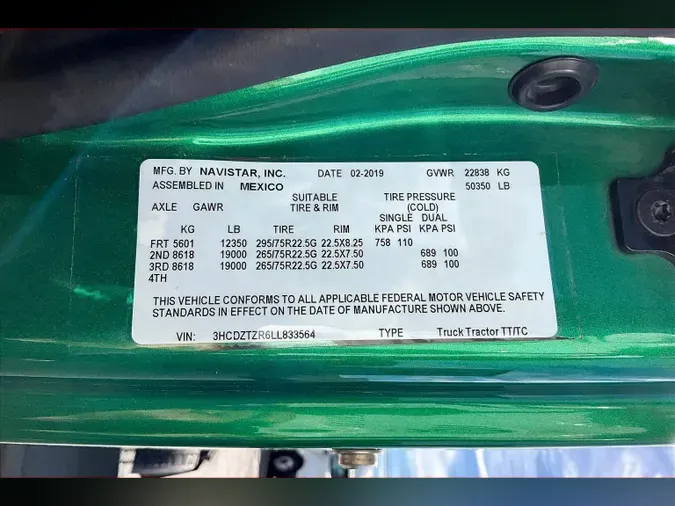 MFG. BY NAVISTAR, INC. DATE 02-2019 GVWR 22838 KG
ASSEMBLED IN MEXICO 50350 LB
SUITABLE TIRE PRESSURE
AXLE GAWR TIRE & RIM (COLD)
SINGLE DUAL
KG LB TIRE RIM KPA PSI KPA PSI
FRT 5601 12350 295/75R22.5G 22.5X8.25 758 110
2ND 8618 19000 265/75R22.5G 22.5X7.50 689 100
3RD 8618 19000 265/75R22.5G 22.5X7.50 689 100
4TH
THIS VEHICLE CONFORMS TO ALL APPLICABLE FEDERAL MOTOR VEHICLE SAFETY
STANDARDS IN EFFECT ON THE DATE OF MANUFACTURE SHOWN ABOVE.
VIN: 3HCDZTZR6LL833564 TYPE Truck Tractor TT/TC